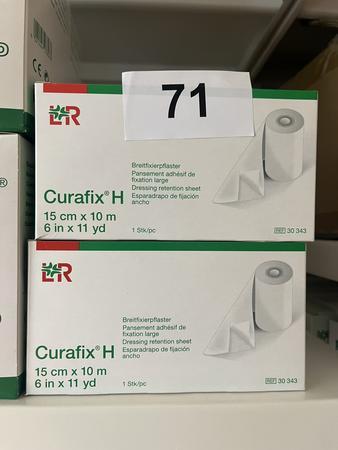 71
L R
Breitfixierpflaster
Pansement adhésif de
fixation large
Dressing retention sheet
Esparadrapo de fijación
ancho
Curafix® H
15 cm x 10 m
6 in x 11 yd
1 Stk/pc
REF 30 343
L R
Breitfixierpflaster
Pansement adhésif de
fixation large
Dressing retention sheet
Esparadrapo de fijación
ancho
Curafix® H
15 cm x 10 m
6 in x 11 yd
1 Stk/pc
REF 30 343